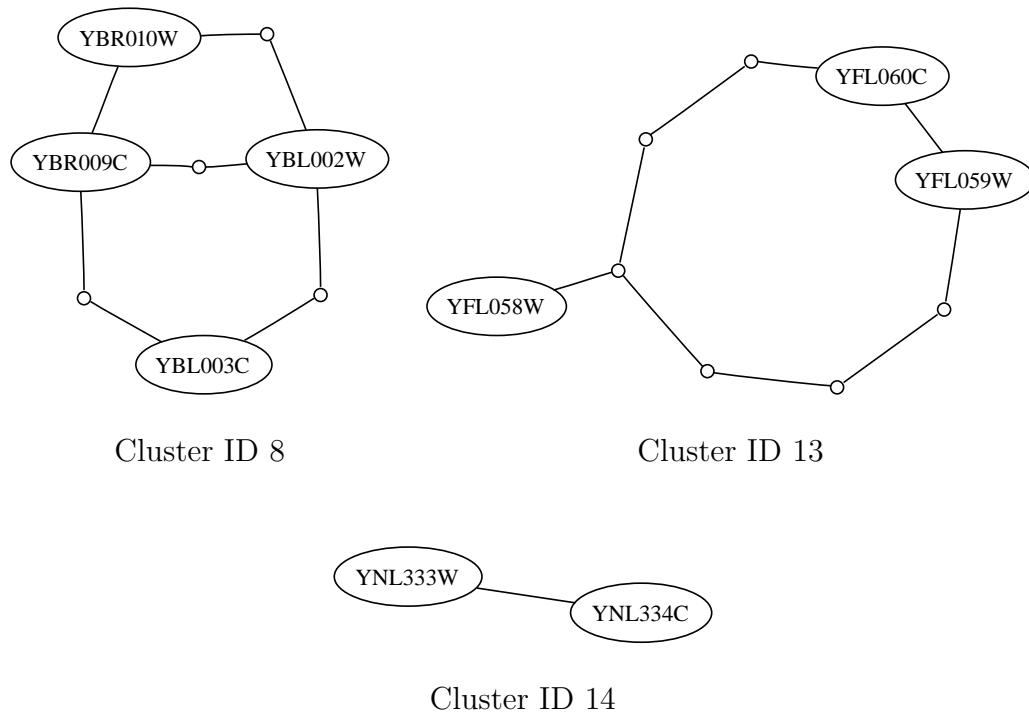 YBR010W
YBR009C
YBL002W
YBL003C
Cluster ID 8
YFL060C
YFL059W
YFL058W
Cluster ID 13
YNL333W
YNL334C
Cluster ID 14